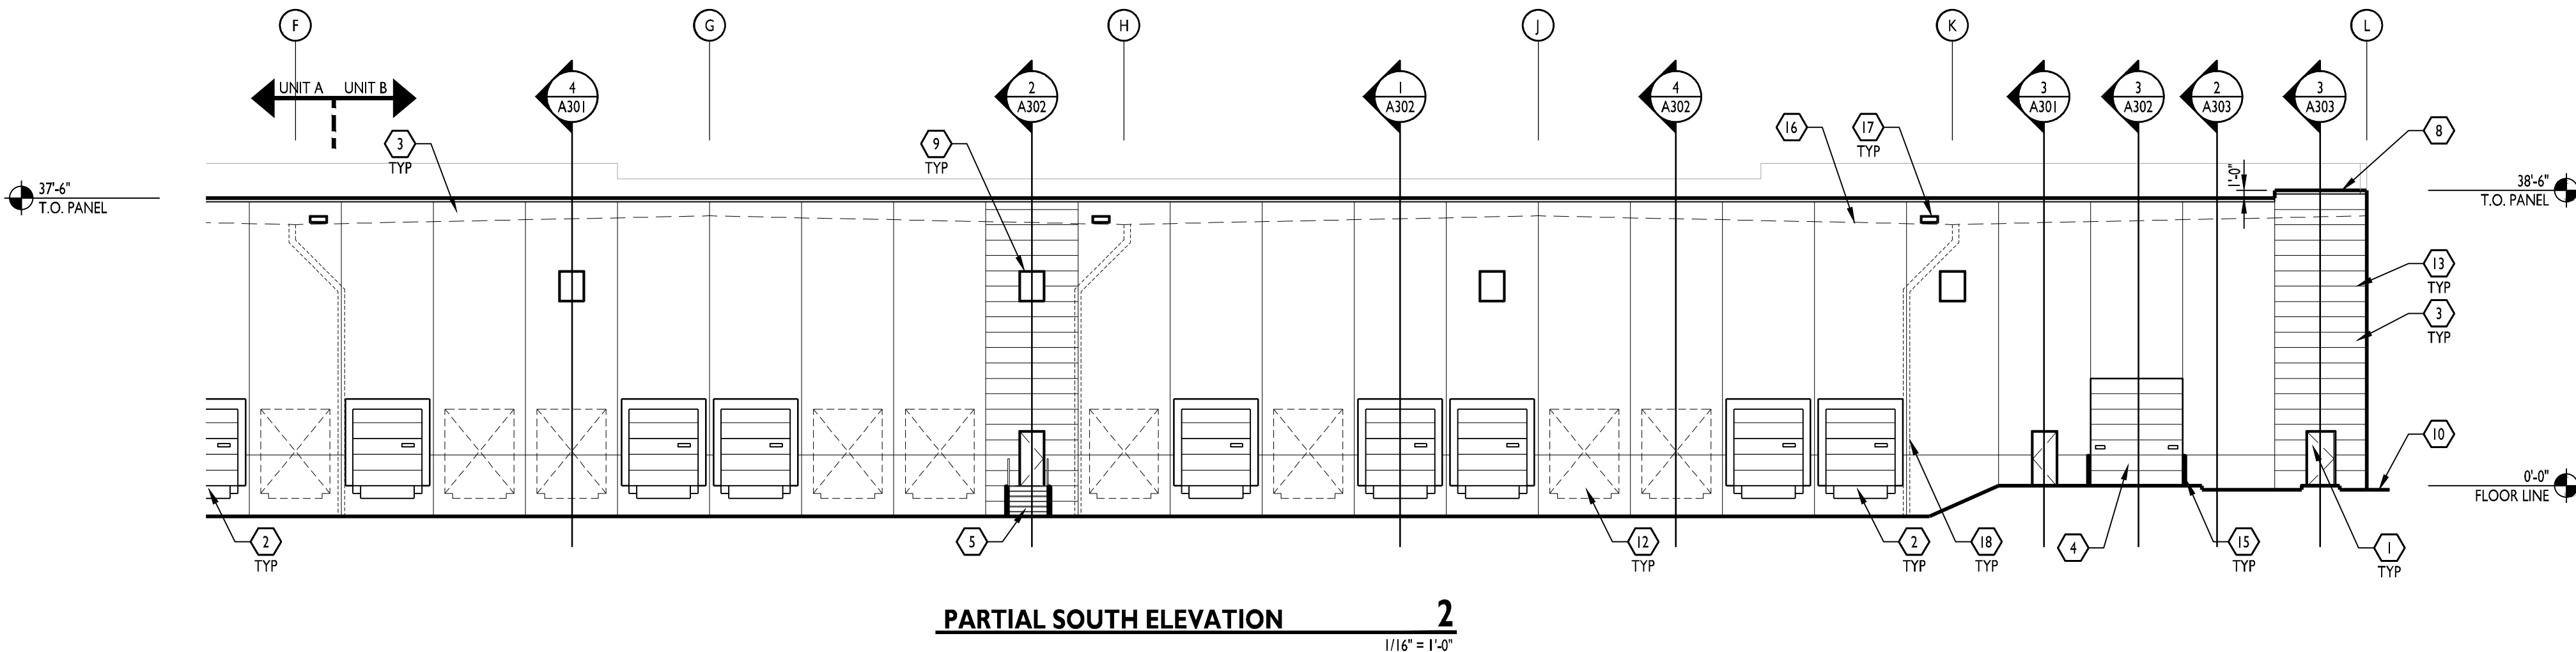 F
G
H
J
K
L
UNIT A
UNIT B
4
A301
2
A302
1
A302
4
A302
3
A301
3
A302
2
A303
3
A303
3
TYP
9
TYP
16
17
TYP
8
37'-6"
T.O. PANEL
1'-0"
38'-6"
T.O. PANEL
13
TYP
3
TYP
10
0'-0"
FLOOR LINE
2
TYP
5
12
TYP
2
TYP
18
TYP
4
15
TYP
1
TYP
PARTIAL SOUTH ELEVATION
2
1/16" = 1'-0"